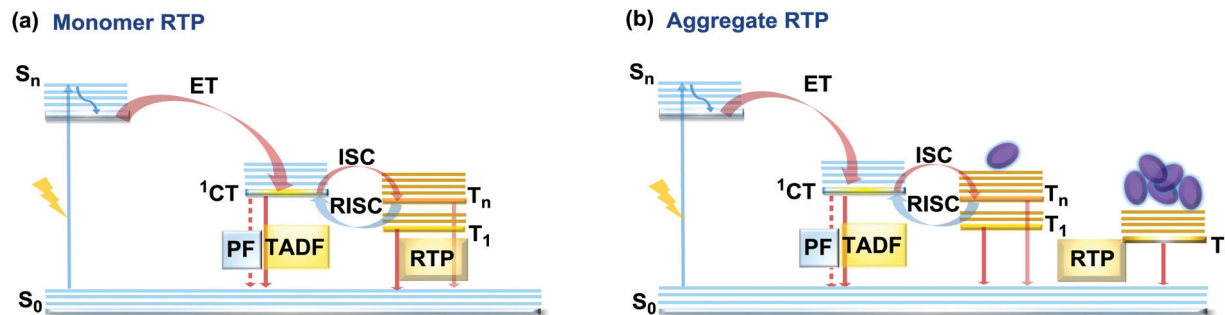 (a) Monomer RTP
Sn
ET
ISC
¹CT
RISC
Tn
T1
PF
TADF
RTP
S0
(b) Aggregate RTP
Sn
ET
ISC
¹CT
RISC
Tn
T1
PF
TADF
RTP
T
S0